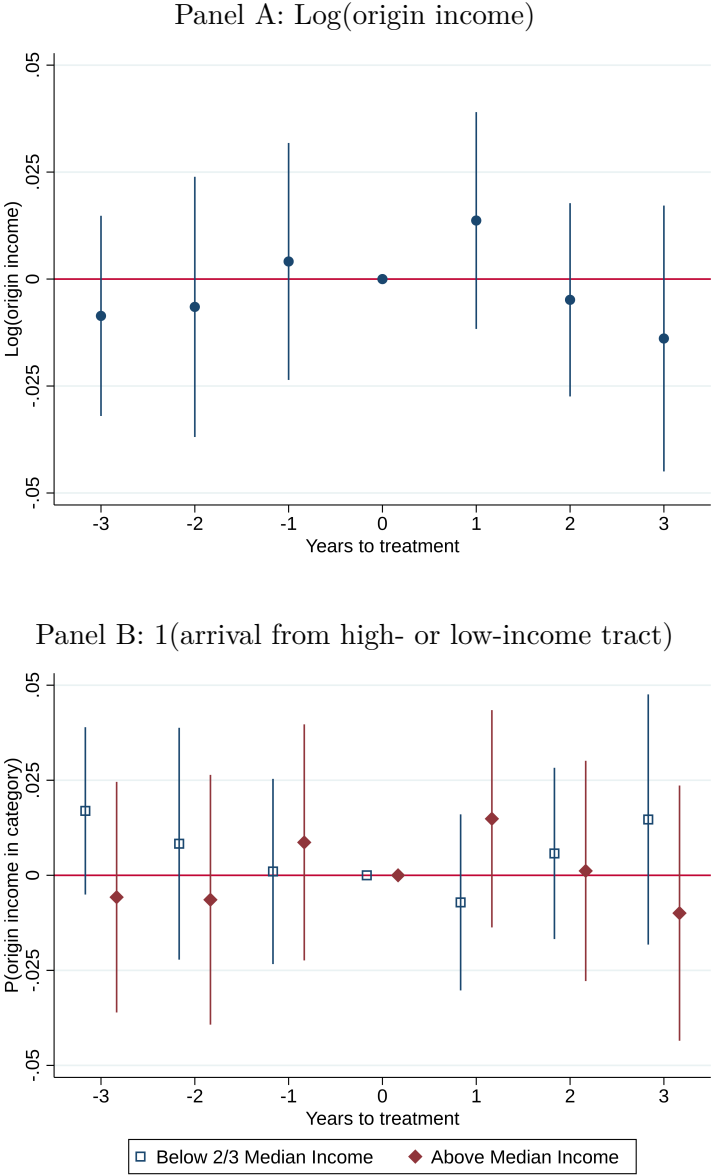 Panel A: Log(origin income)
Log(origin income)
.05
.025
0
-.025
-.05
-3 -2 -1 0 1 2 3
Years to treatment
Panel B: 1(arrival from high- or low-income tract)
P(origin income in category)
.05
.025
0
-.025
-.05
-3 -2 -1 0 1 2 3
Years to treatment
Below 2/3 Median Income Above Median Income